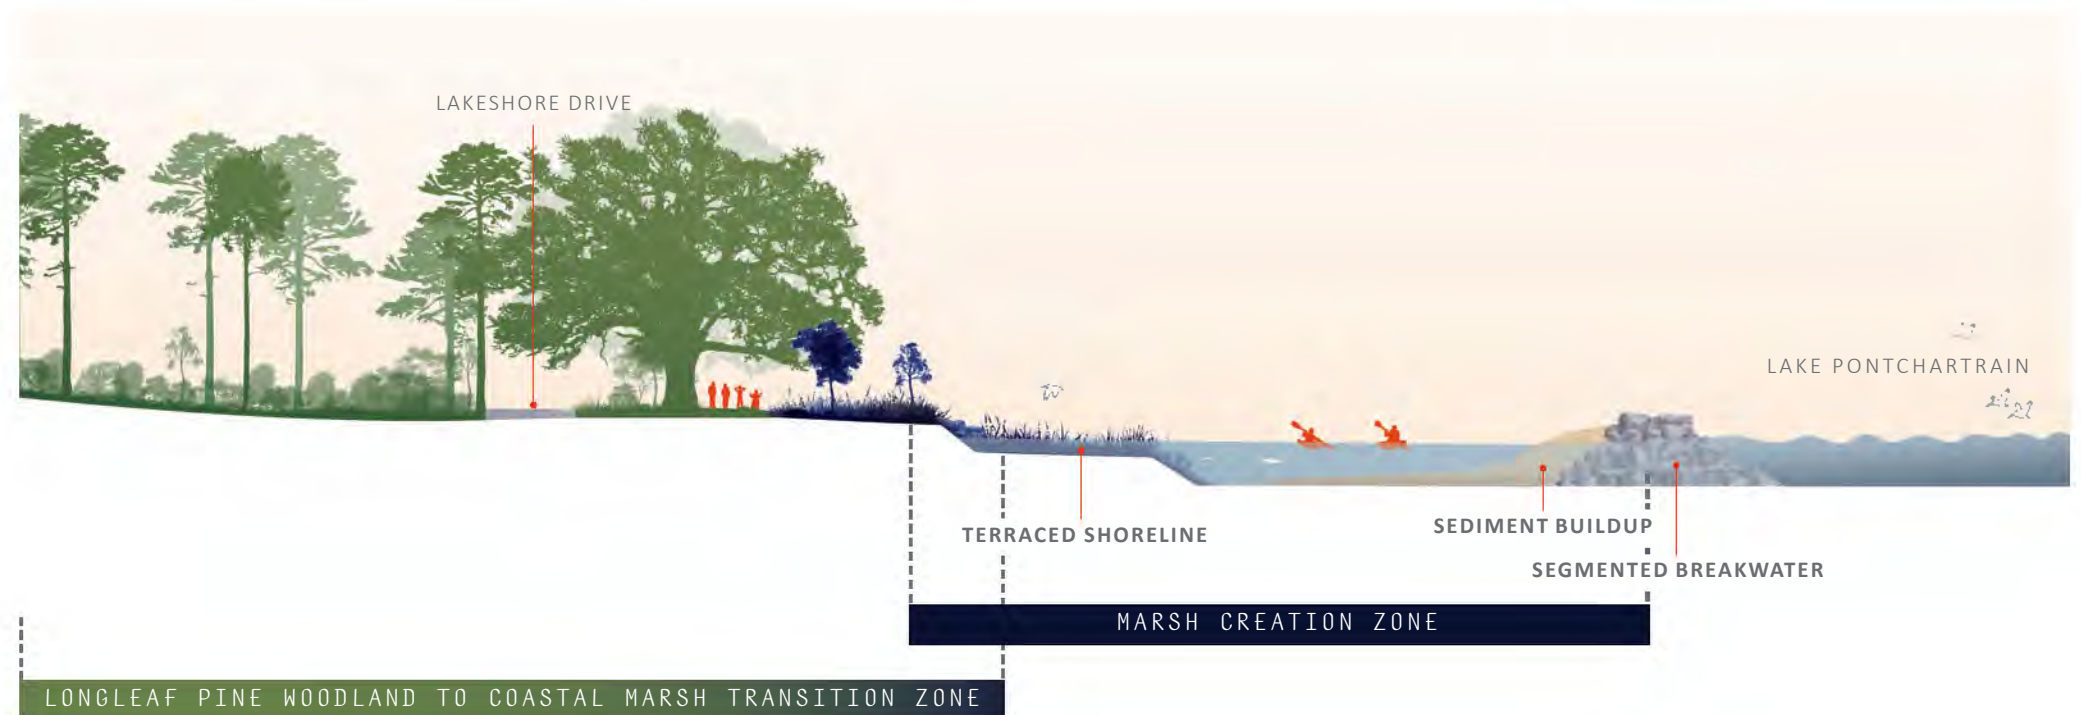 LAKESHORE DRIVE
LAKE PONTCHARTRAIN
TERRACED SHORELINE
SEDIMENT BUILDUP
SEGMENTED BREAKWATER
MARSH CREATION ZONE
LONGLEAF PINE WOODLAND TO COASTAL MARSH TRANSITION ZONE